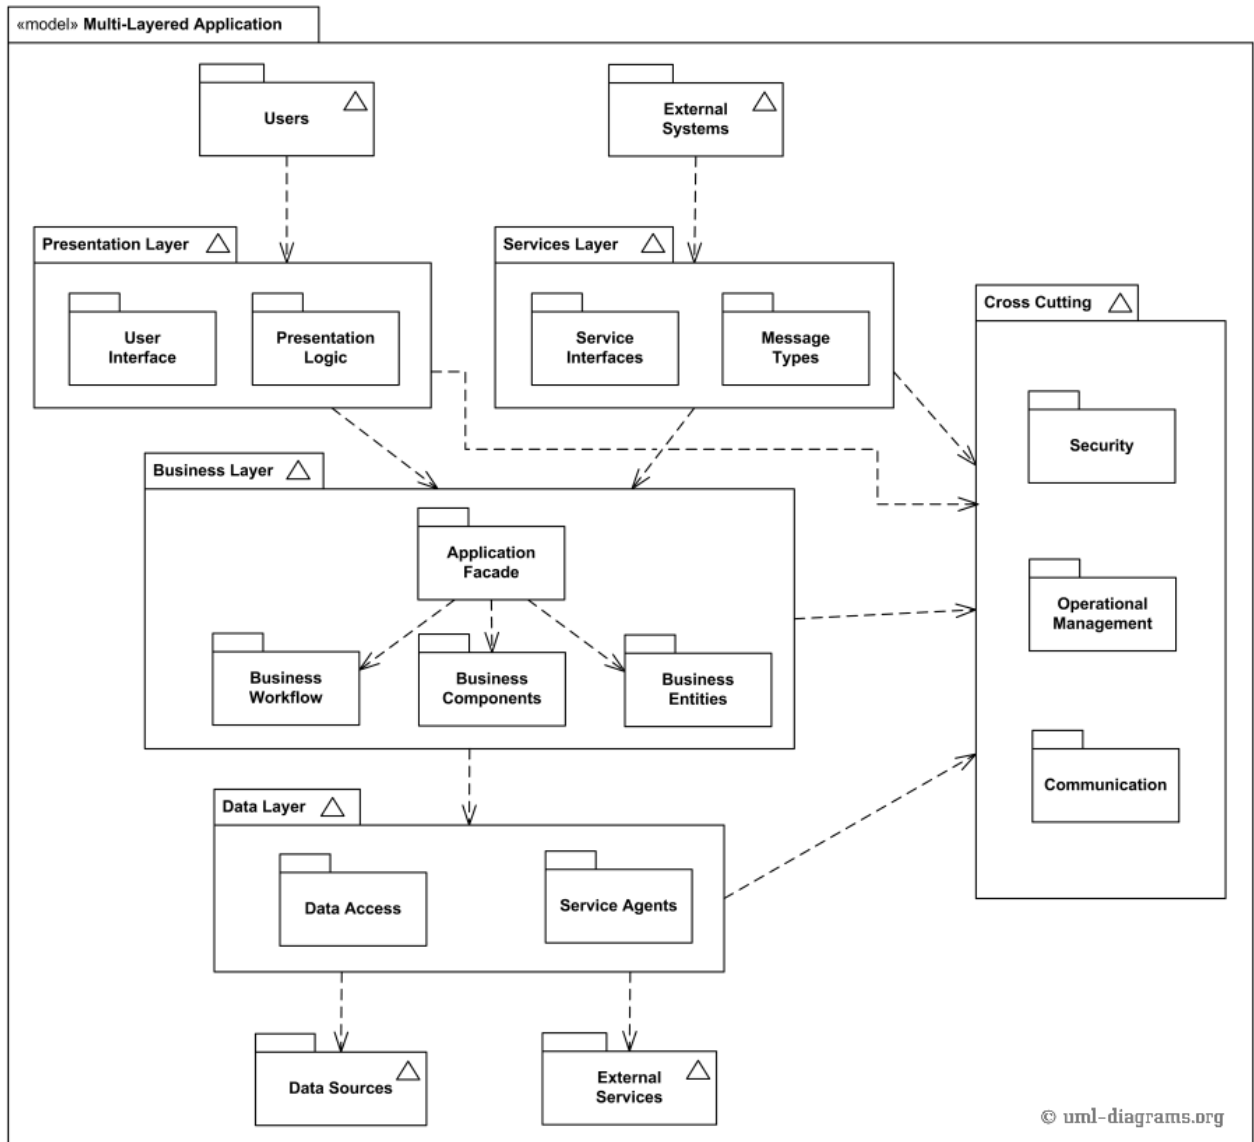 «model» Multi-Layered Application
Users
External
Systems
Presentation Layer
User
Interface
Presentation
Logic
Services Layer
Service
Interfaces
Message
Types
Cross Cutting
Security
Operational
Management
Communication
Business Layer
Application
Facade
Business
Workflow
Business
Components
Business
Entities
Data Layer
Data Access
Service Agents
Data Sources
External
Services
© uml-diagrams.org